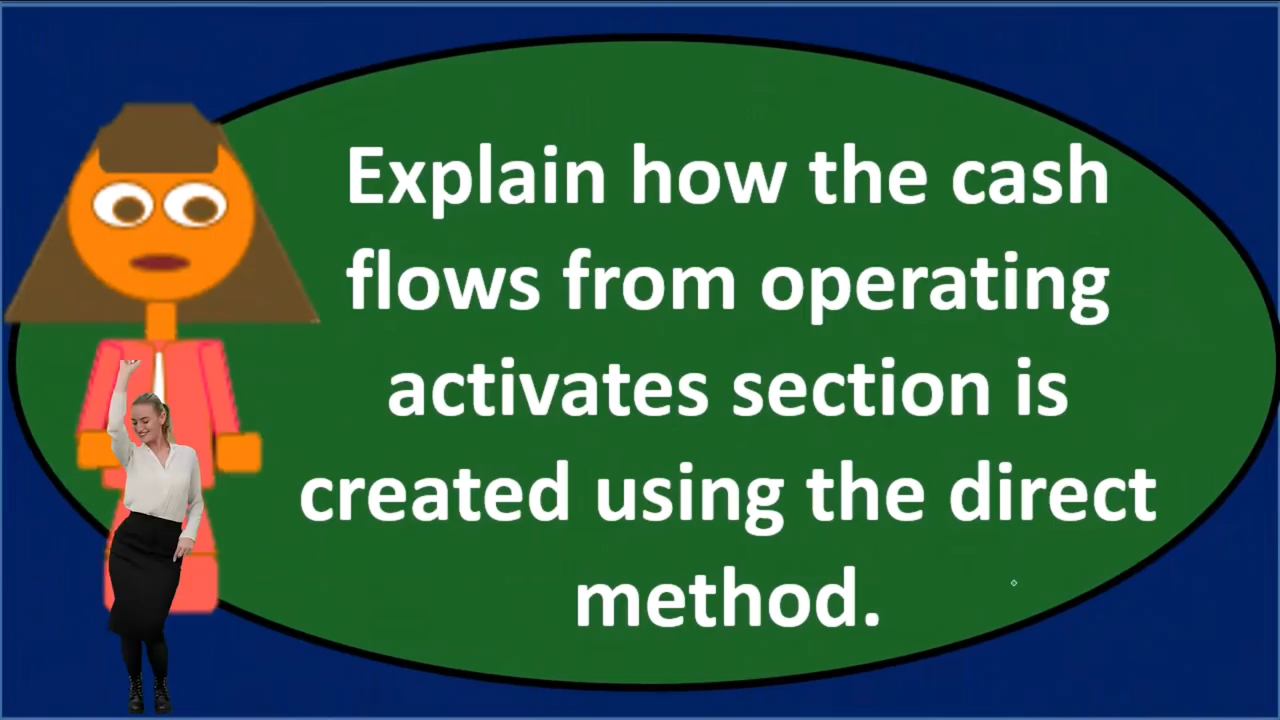 Explain how the cash
flows from operating
activates section is
created using the direct
method.